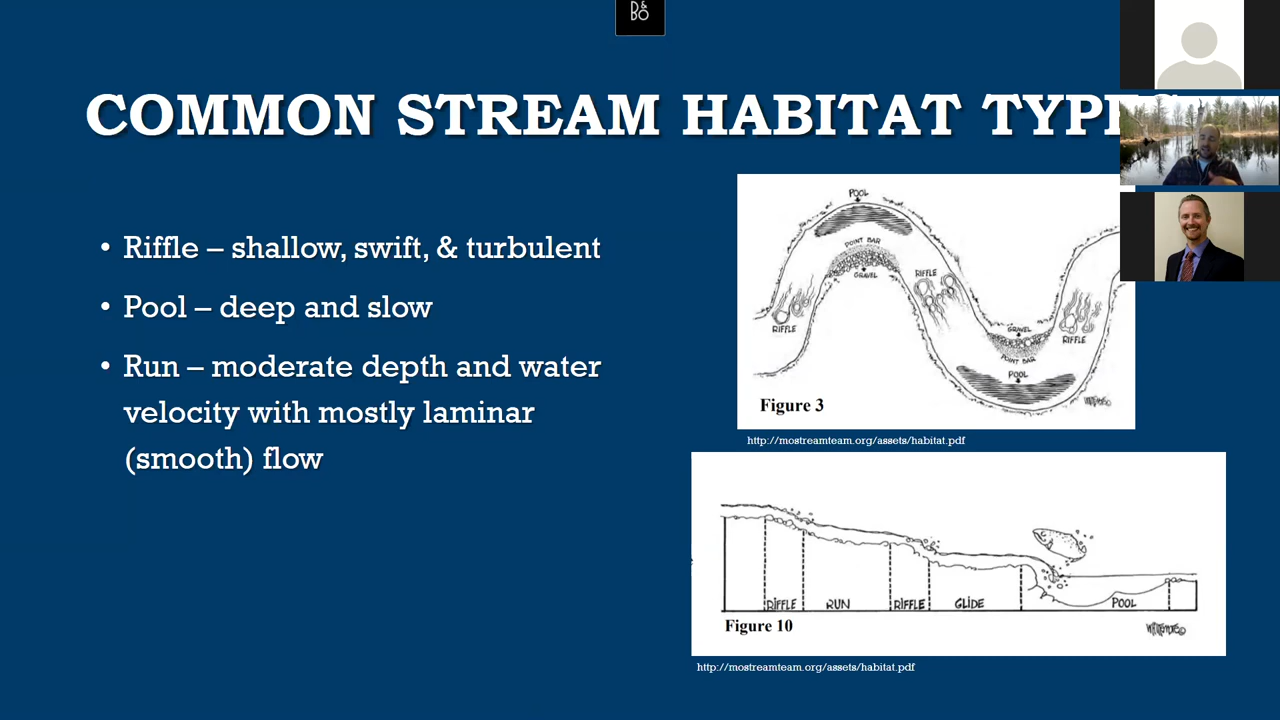 B&
BO
COMMON STREAM HABITAT TYPES
• Riffle – shallow, swift, & turbulent
• Pool – deep and slow
• Run – moderate depth and water
velocity with mostly laminar
(smooth) flow
POOL
POINT BAR
GRAVEL
RIFFLE
RIFFLE
GRAVEL
POINT BAR
RIFFLE
POOL
Figure 3
http://mostreamteam.org/assets/habitat.pdf
RIFFLE RUN RIFFLE GLIDE POOL
Figure 10
http://mostreamteam.org/assets/habitat.pdf